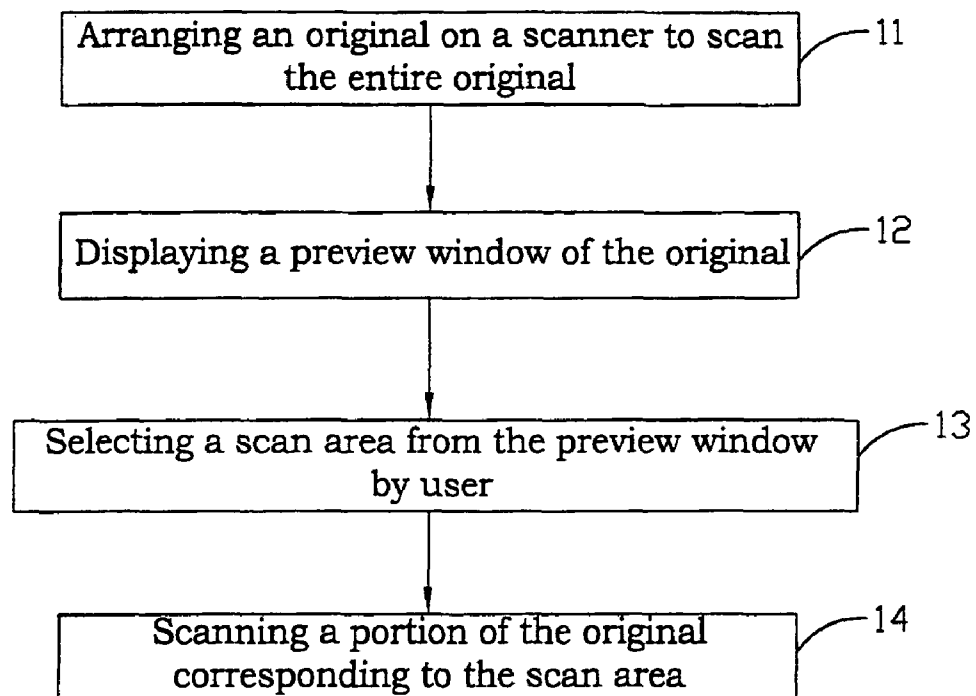 Arranging an original on a scanner to scan
the entire original
11
Displaying a preview window of the original
12
Selecting a scan area from the preview window
by user
13
Scanning a portion of the original
corresponding to the scan area
14